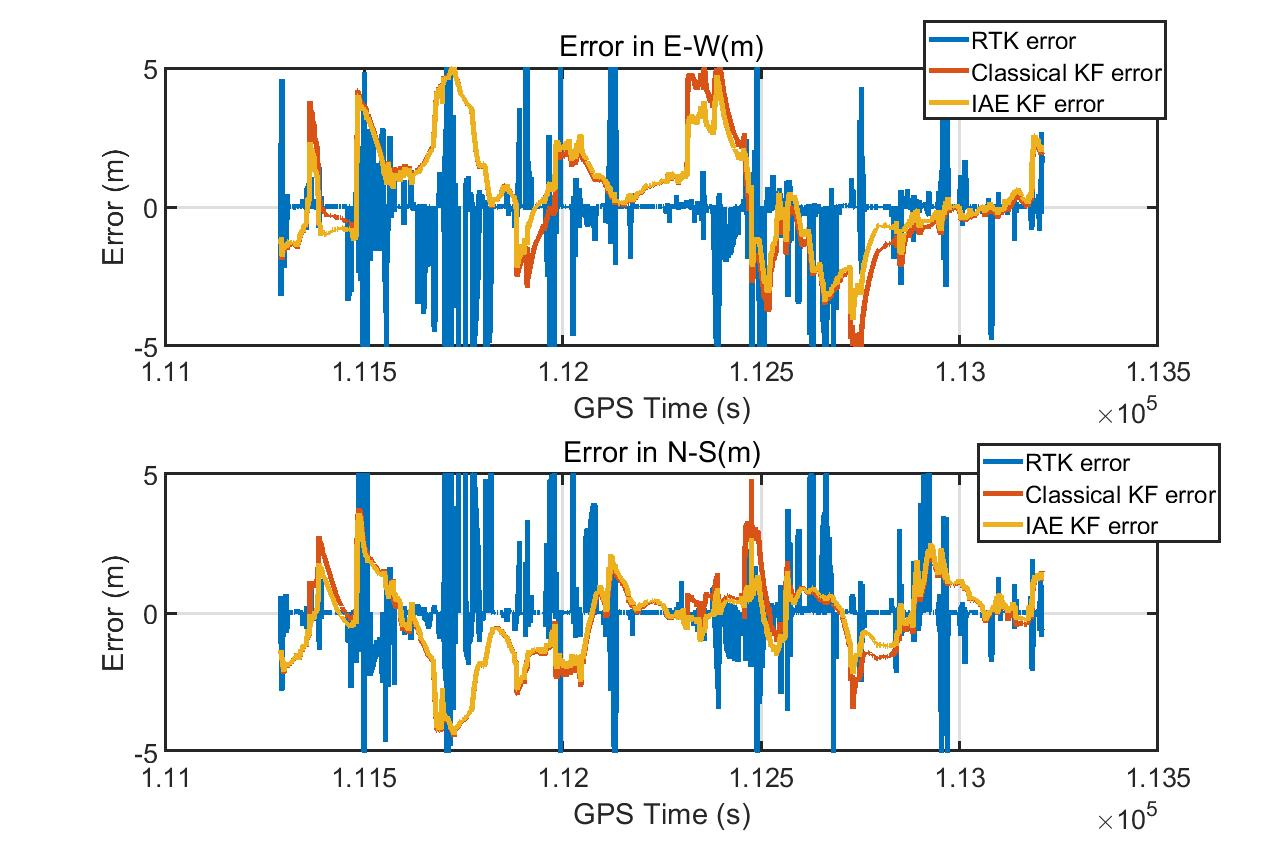 Error in E-W(m)
RTK error
Classical KF error
IAE KF error
5
0
-5
Error (m)
1.11 1.115 1.12 1.125 1.13 1.135
GPS Time (s)
×10^5
Error in N-S(m)
RTK error
Classical KF error
IAE KF error
5
0
-5
Error (m)
1.11 1.115 1.12 1.125 1.13 1.135
GPS Time (s)
×10^5